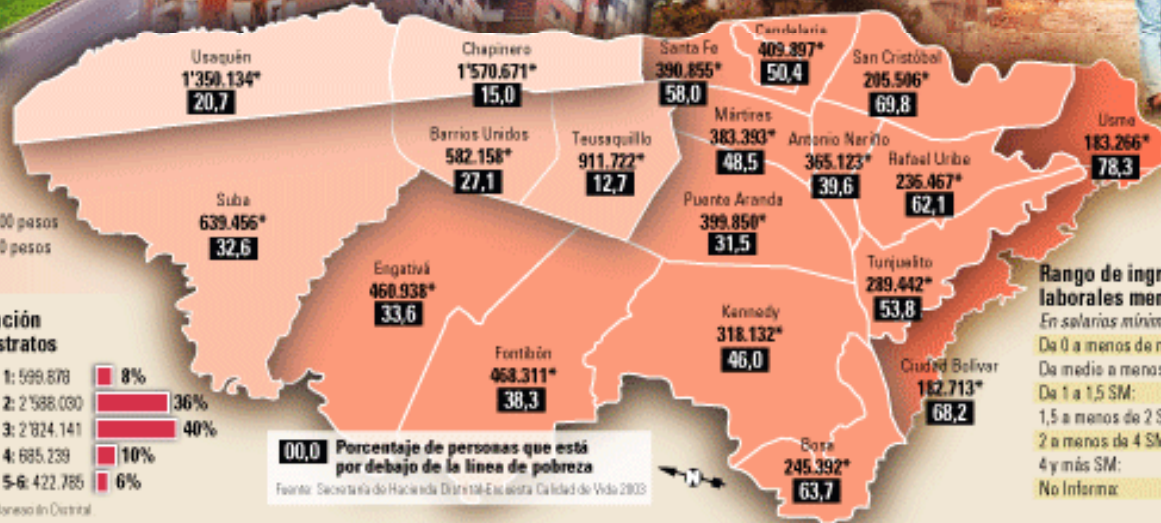 Usaquén
1'350.134*
20,7
Chapinero
1'570.671*
15,0
Santa Fe
390.855*
58,0
Candelaria
409.897*
50,4
San Cristóbal
205.506*
69,8
Usme
183.266*
78,3
Barrios Unidos
582.158*
27,1
Teusaquillo
911.722*
12,7
Mártires
383.393*
48,5
Antonio Nariño
365.123*
39,6
Rafael Uribe
236.467*
62,1
Suba
639.456*
32,6
Puente Aranda
399.850*
31,5
Engativá
460.938*
33,6
Tunjuelito
289.442*
53,8
Kennedy
318.132*
46,0
Fontibón
468.311*
38,3
Ciudad Bolívar
182.713*
68,2
Bosa
245.392*
63,7
00 pesos
0 pesos
ción
stratos
1: 599.878 8%
2: 2'588.030 36%
3: 2'824.141 40%
4: 685.239 10%
5-6: 422.785 6%
laneación Distrital
00,0 Porcentaje de personas que está
por debajo de la línea de pobreza
Fuente: Secretaría de Hacienda Distrital-Encuesta Calidad de Vida 2003
N
Rango de ingr
laborales men
En salarios mínim
De 0 a menos de m
De medio a menos
De 1 a 1,5 SM:
1,5 a menos de 2 S
2 a menos de 4 SM
4 y más SM:
No Informa: